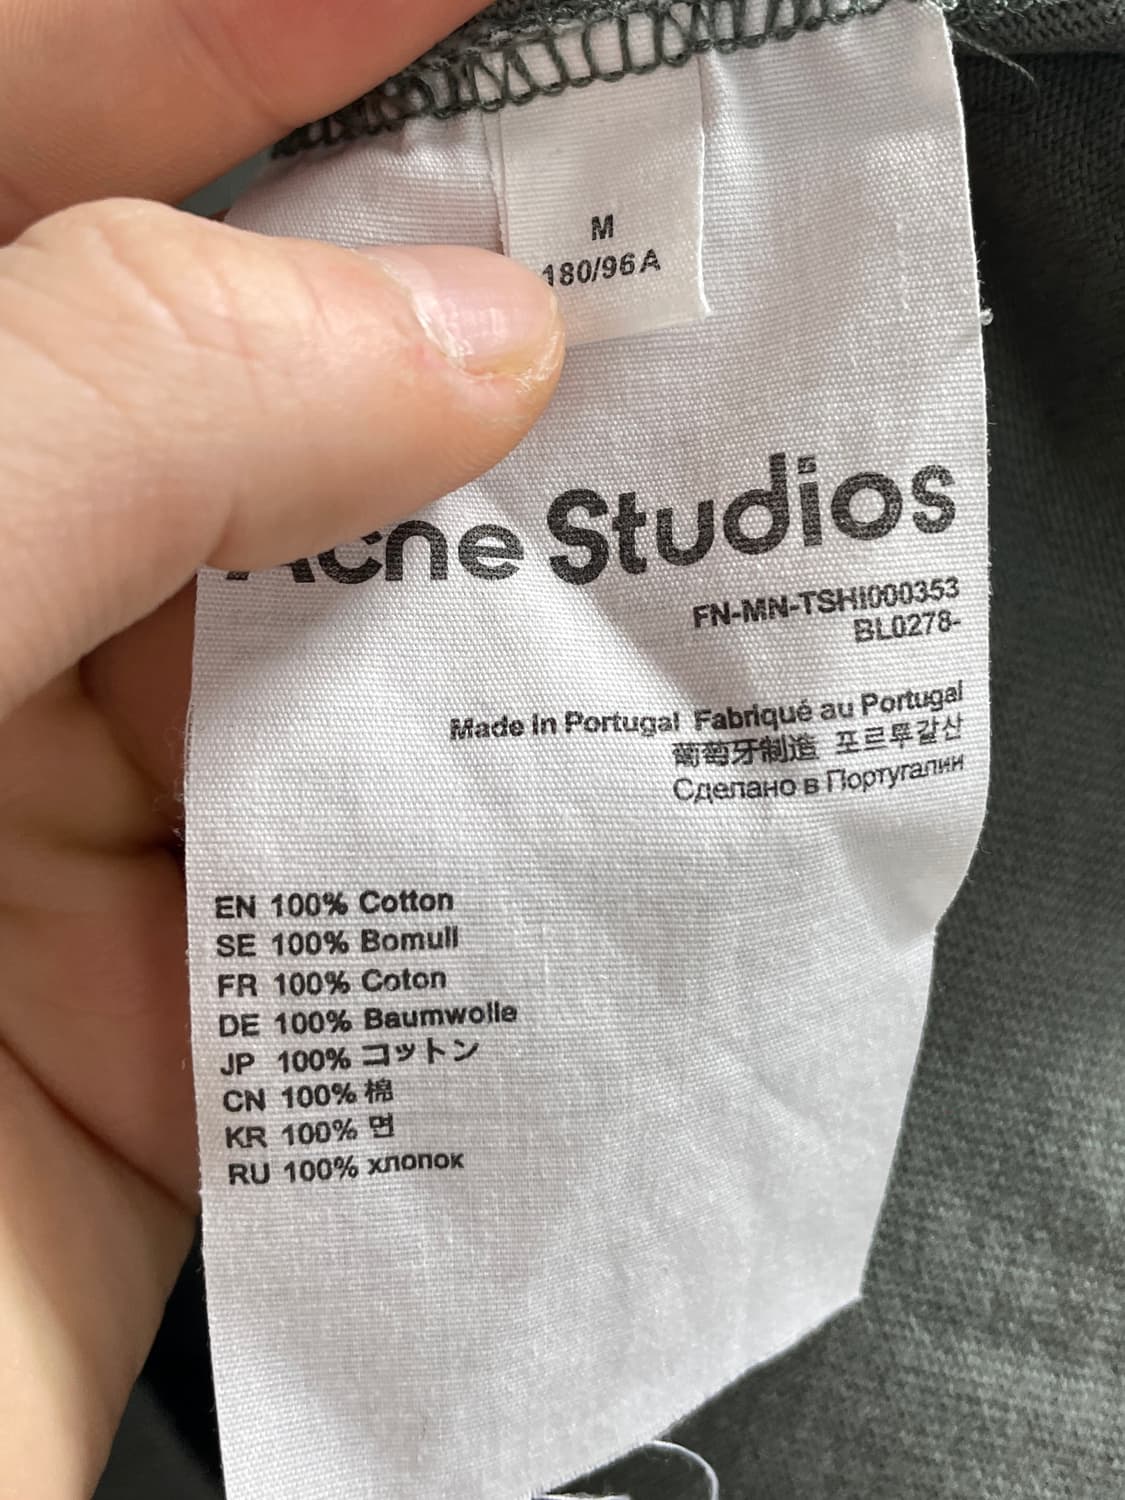 M
180/96A
Acne Studios
FN-MN-TSHI000353
BL0278-
Made in Portugal Fabriqué au Portugal
葡萄牙制造 포르투갈산
Сделано в Португалии
EN 100% Cotton
SE 100% Bomull
FR 100% Coton
DE 100% Baumwolle
JP 100% コットン
CN 100% 棉
KR 100% 면
RU 100% хлопок